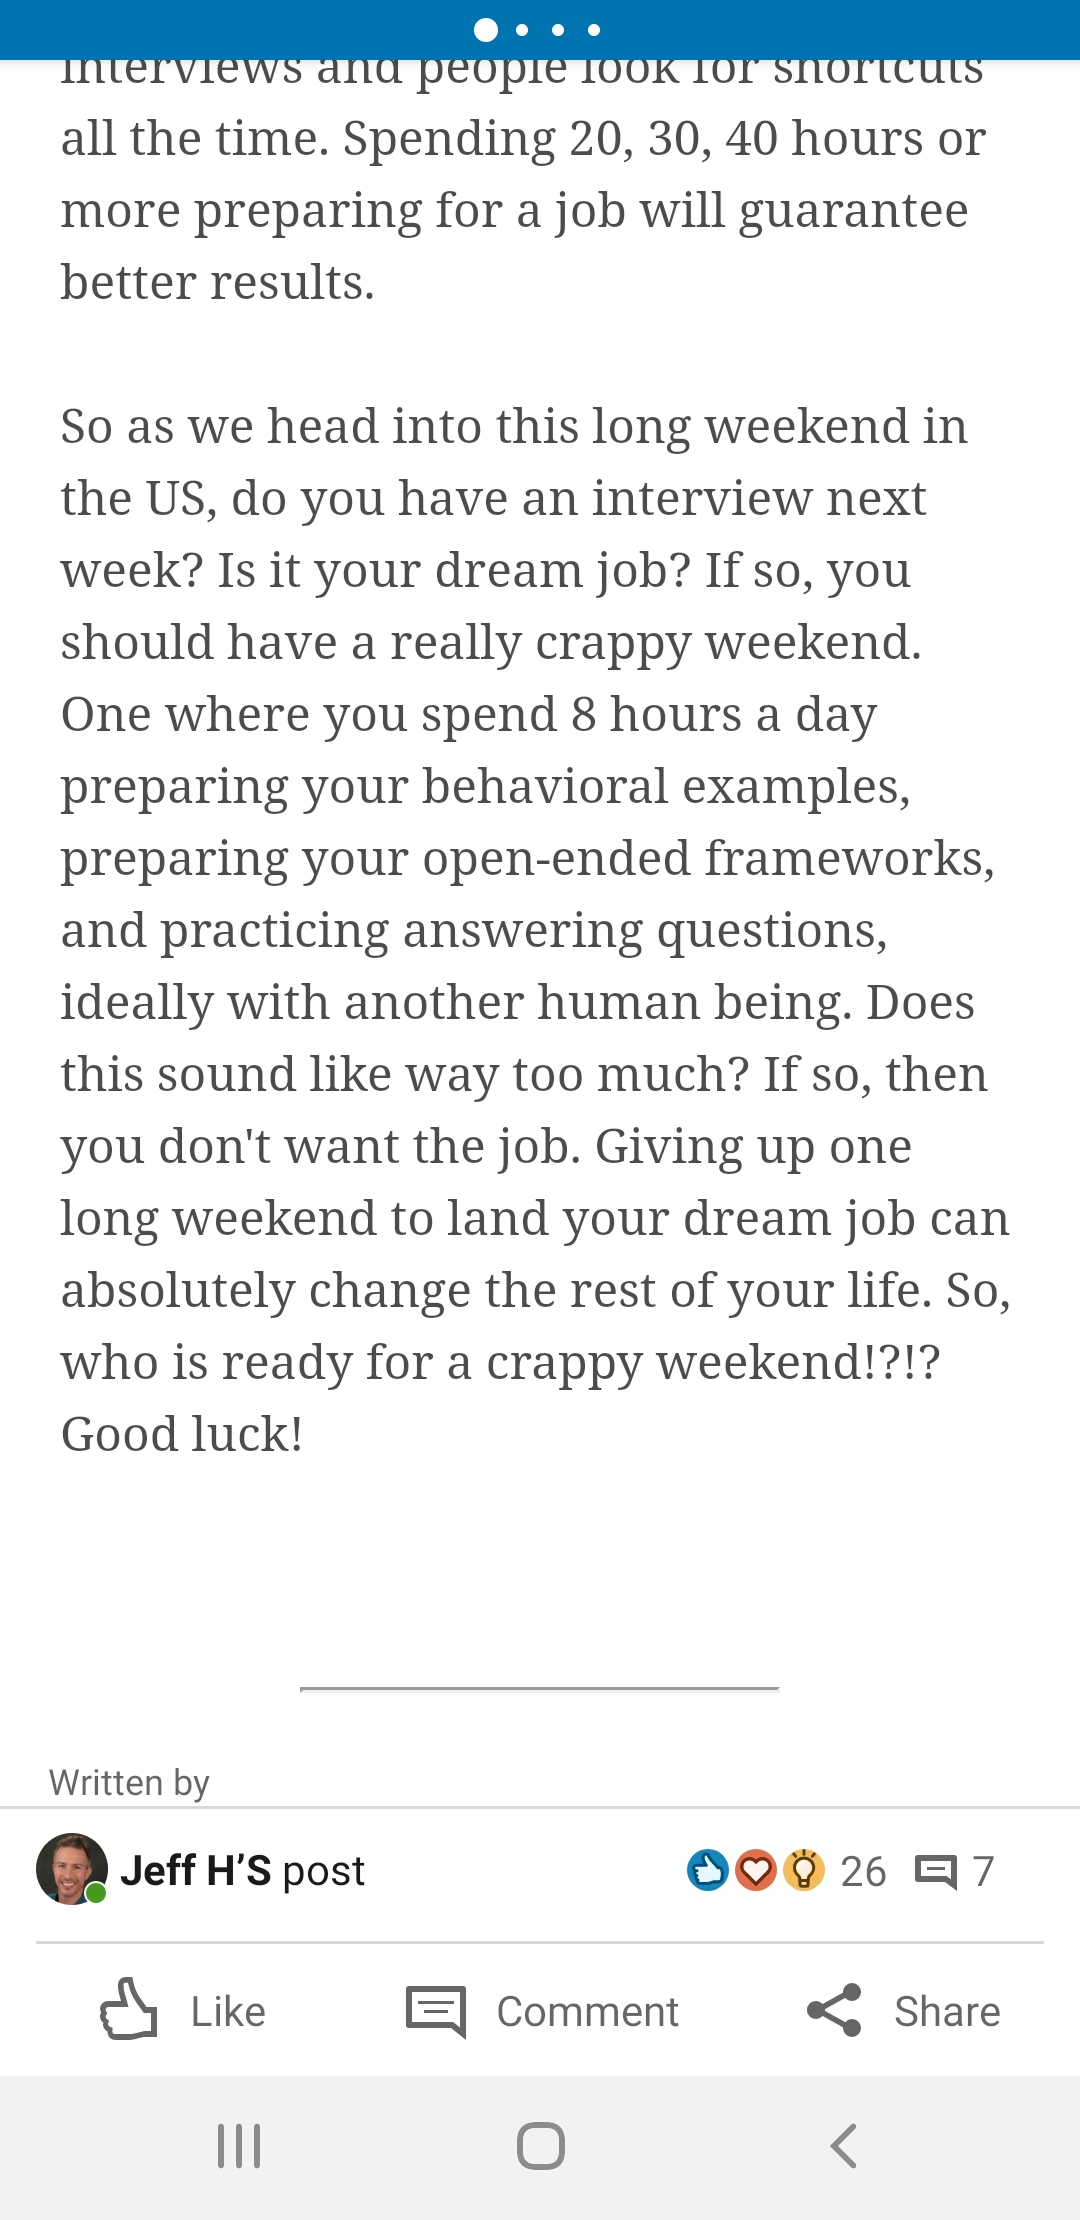 interviews and people look for shortcuts
all the time. Spending 20, 30, 40 hours or
more preparing for a job will guarantee
better results.
So as we head into this long weekend in
the US, do you have an interview next
week? Is it your dream job? If so, you
should have a really crappy weekend.
One where you spend 8 hours a day
preparing your behavioral examples,
preparing your open-ended frameworks,
and practicing answering questions,
ideally with another human being. Does
this sound like way too much? If so, then
you don't want the job. Giving up one
long weekend to land your dream job can
absolutely change the rest of your life. So,
who is ready for a crappy weekend!?!?
Good luck!
Written by
Jeff H’S post 26 7
Like Comment Share